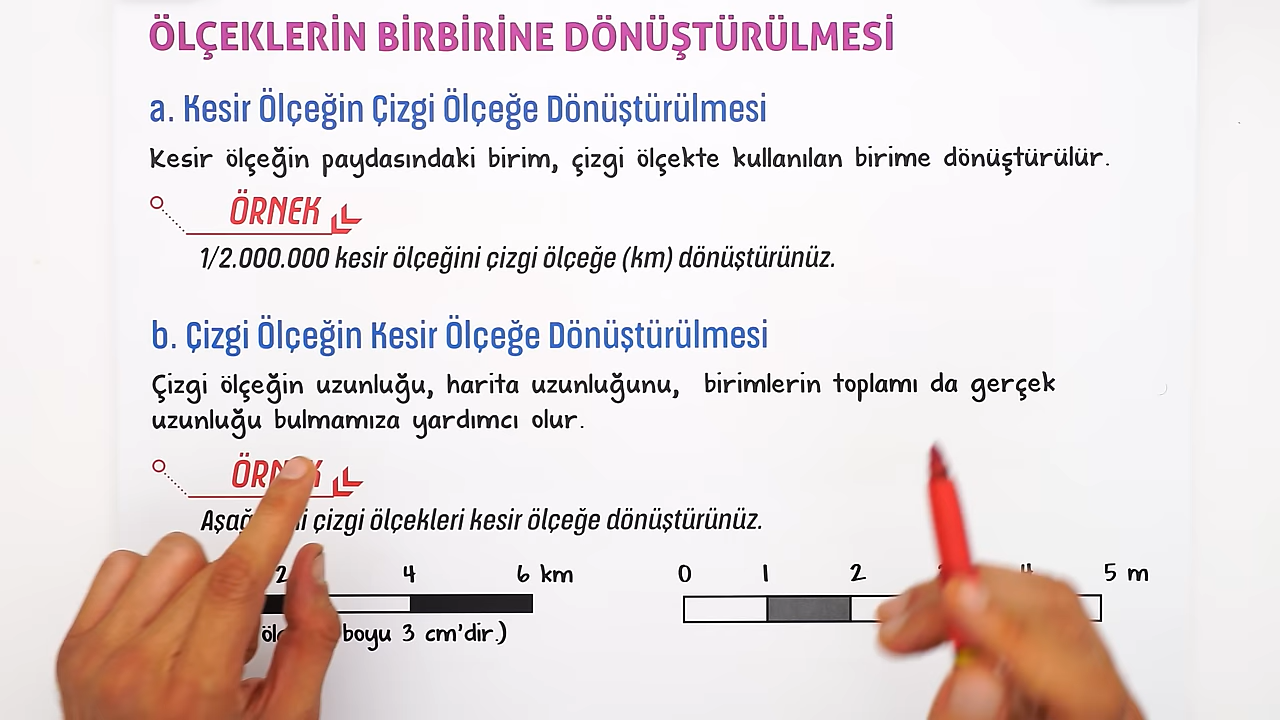 ÖLÇEKLERİN BİRBİRİNE DÖNÜŞTÜRÜLMESİ
a. Kesir Ölçeğin Çizgi Ölçeğe Dönüştürülmesi
Kesir ölçeğin paydasındaki birim, çizgi ölçekte kullanılan birime dönüştürülür.
ÖRNEK
1/2.000.000 kesir ölçeğini çizgi ölçeğe (km) dönüştürünüz.
b. Çizgi Ölçeğin Kesir Ölçeğe Dönüştürülmesi
Çizgi ölçeğin uzunluğu, harita uzunluğunu, birimlerin toplamı da gerçek
uzunluğu bulmamıza yardımcı olur.
ÖRNEK
çizgi ölçekleri kesir ölçeğe dönüştürünüz.
2 4 6 km 0 1 2 5 m
boyu 3 cm'dir.)